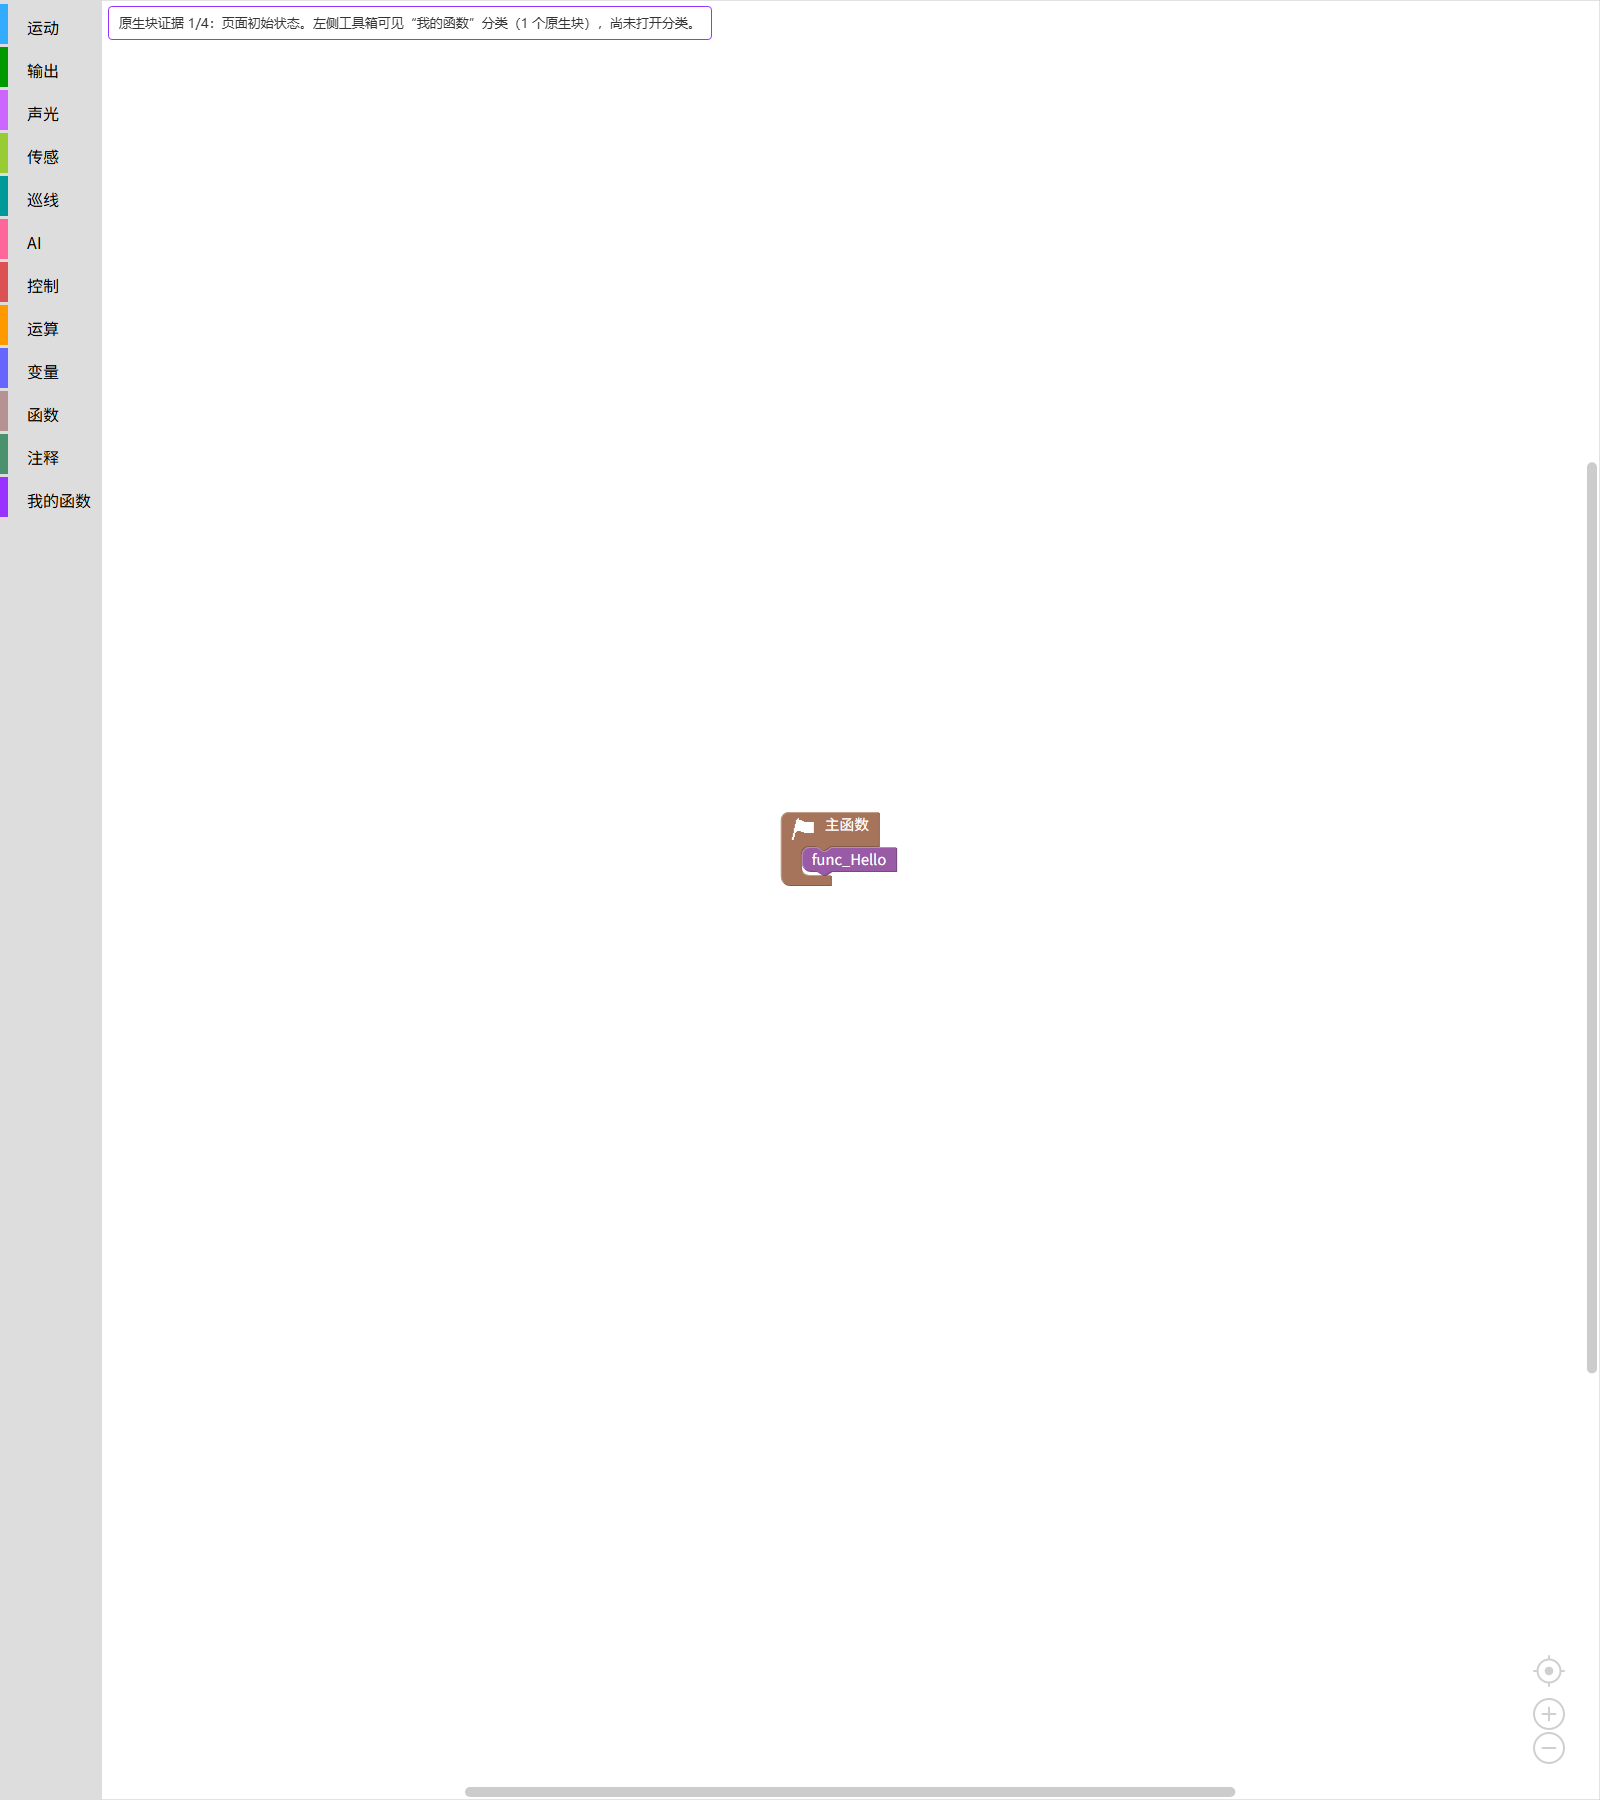 原生块证据 1/4：页面初始状态。左侧工具箱可见“我的函数”分类（1 个原生块），尚未打开分类。
运动
输出
声光
传感
巡线
AI
控制
运算
变量
函数
注释
我的函数
主函数
func_Hello